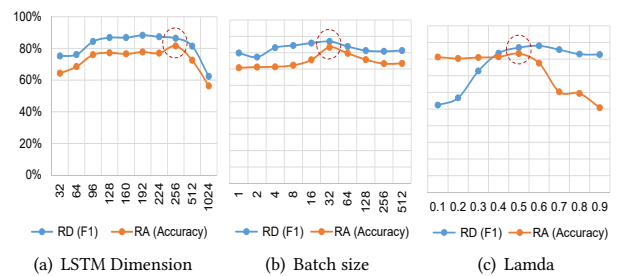 100%
80%
60%
40%
20%
0%
32 64 96 128 160 192 224 256 512 1024
1 2 4 8 16 32 64 128 256 512
0.1 0.2 0.3 0.4 0.5 0.6 0.7 0.8 0.9
RD (F1) RA (Accuracy)
RD (F1) RA (Accuracy)
RD (F1) RA (Accuracy)
(a) LSTM Dimension
(b) Batch size
(c) Lamda